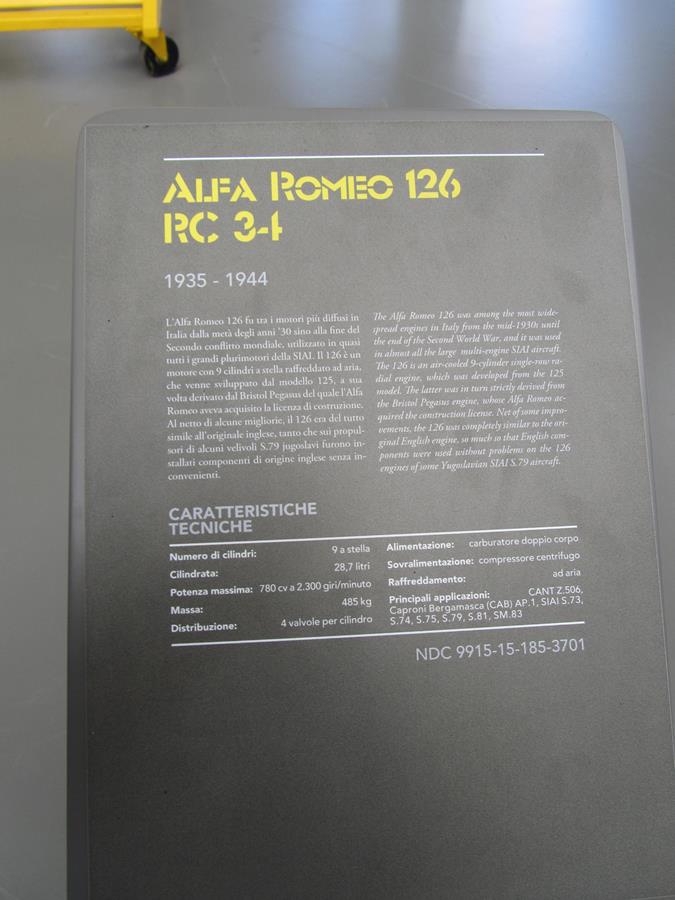 ALFA ROMEO 126
RC 34
1935 - 1944
L'Alfa Romeo 126 fu tra i motori più diffusi in
Italia dalla metà degli anni '30 sino alla fine del
Secondo conflitto mondiale, utilizzato in quasi
tutti i grandi plurimotori della SIAI. Il 126 è un
motore con 9 cilindri a stella raffreddato ad aria,
che venne sviluppato dal modello 125, a sua
volta derivato dal Bristol Pegasus del quale l'Alfa
Romeo aveva acquisito la licenza di costruzione.
Al netto di alcune migliorie, il 126 era del tutto
simile all'originale inglese, tanto che sui propul-
sori di alcuni velivoli S.79 jugoslavi furono in-
stallati componenti di origine inglese senza in-
convenienti.
The Alfa Romeo 126 was among the most wide-
spread engines in Italy from the mid-1930s until
the end of the Second World War, and it was used
in almost all the large multi-engine SIAI aircraft.
The 126 is an air-cooled 9-cylinder single-row ra-
dial engine, which was developed from the 125
model. The latter was in turn strictly derived from
the Bristol Pegasus engine, whose Alfa Romeo ac-
quired the construction license. Net of some impro-
vements, the 126 was completely similar to the ori-
ginal English engine, so much so that English com-
ponents were used without problems on the 126
engines of some Yugoslavian SIAI S.79 aircraft.
CARATTERISTICHE
TECNICHE
Numero di cilindri: 9 a stella
Cilindrata: 28,7 litri
Potenza massima: 780 cv a 2.300 giri/minuto
Massa: 485 kg
Distribuzione: 4 valvole per cilindro
Alimentazione: carburatore doppio corpo
Sovralimentazione: compressore centrifugo
Raffreddamento: ad aria
Principali applicazioni: CANT Z.506,
Caproni Bergamasca (CAB) AP.1, SIAI S.73,
S.74, S.75, S.79, S.81, SM.83
NDC 9915-15-185-3701